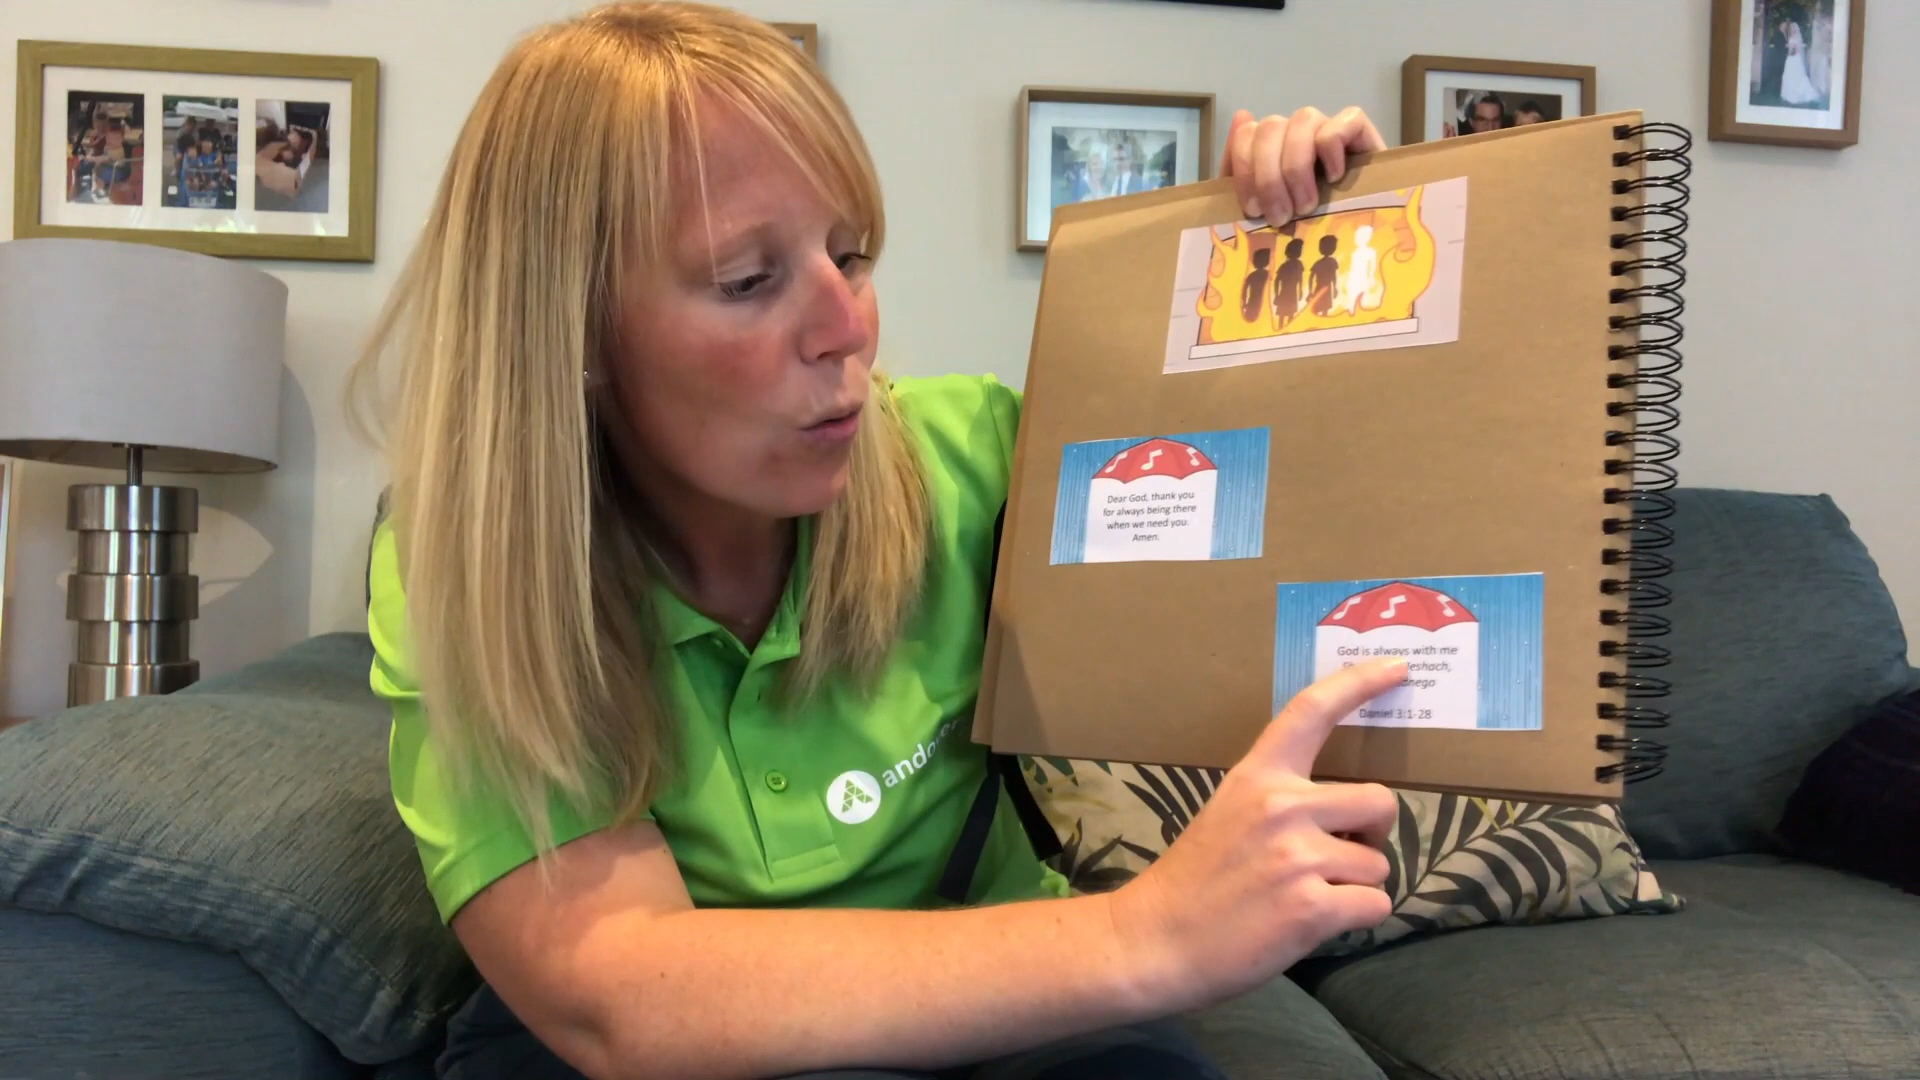 Dear God, thank you
for always being there
when we need you.
Amen.
God is always with me
Daniel 3:1-28